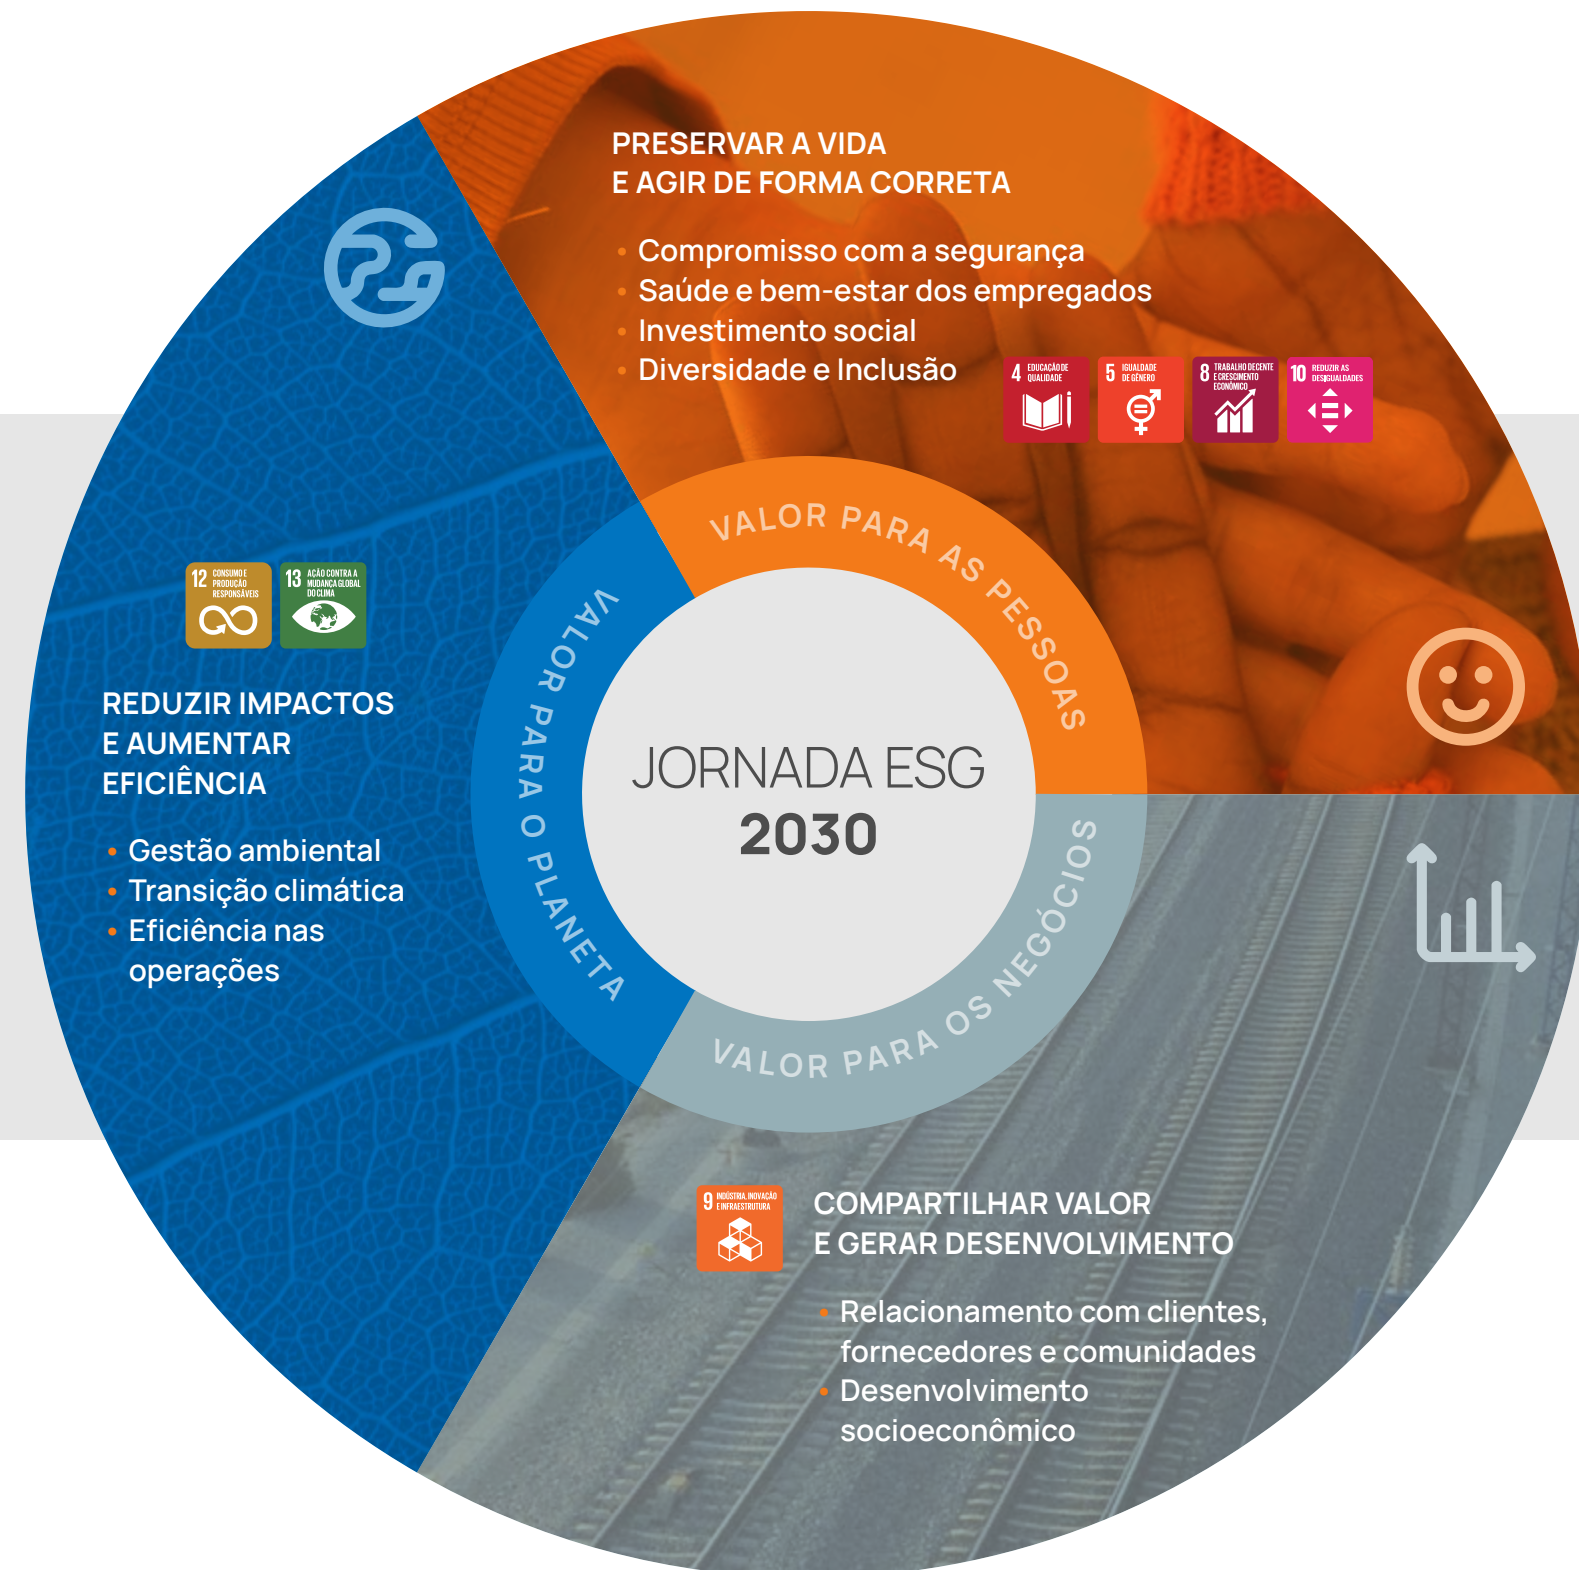 PRESERVAR A VIDA
E AGIR DE FORMA CORRETA
• Compromisso com a segurança
• Saúde e bem-estar dos empregados
• Investimento social
• Diversidade e Inclusão
4 EDUCAÇÃO DE
QUALIDADE
5 IGUALDADE
DE GÊNERO
8 TRABALHO DECENTE
E CRESCIMENTO
ECONÔMICO
10 REDUZIR AS
DESIGUALDADES
VALOR PARA AS PESSOAS
12 CONSUMO E
PRODUÇÃO
RESPONSÁVEIS
13 AÇÃO CONTRA A
MUDANÇA GLOBAL
DO CLIMA
REDUZIR IMPACTOS
E AUMENTAR
EFICIÊNCIA
• Gestão ambiental
• Transição climática
• Eficiência nas
operações
VALOR PARA O PLANETA
JORNADA ESG
2030
VALOR PARA OS NEGÓCIOS
9 INDÚSTRIA, INOVAÇÃO
E INFRAESTRUTURA
COMPARTILHAR VALOR
E GERAR DESENVOLVIMENTO
• Relacionamento com clientes,
fornecedores e comunidades
• Desenvolvimento
socioeconômico